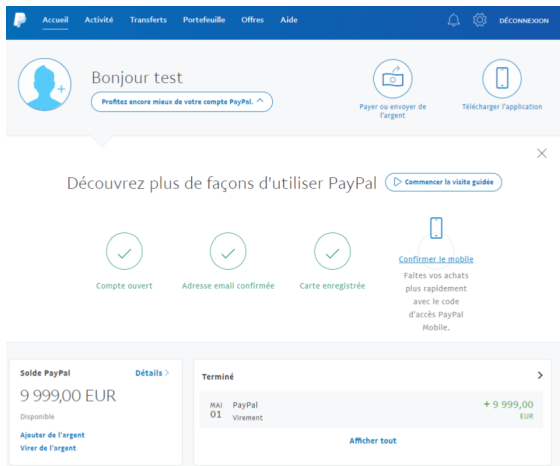 Accueil Activité Transferts Portefeuille Offres Aide DÉCONNEXION
Bonjour test
Profitez encore mieux de votre compte PayPal.
Payer ou envoyer de
l'argent
Télécharger l'application
Découvrez plus de façons d'utiliser PayPal Commencer la visite guidée
Compte ouvert
Adresse email confirmée
Carte enregistrée
Confirmer le mobile
Faites vos achats
plus rapidement
avec le code
d'accès PayPal
Mobile.
Solde PayPal Détails
9 999,00 EUR
Disponible
Ajouter de l'argent
Virer de l'argent
Terminé
MAI
01
PayPal
Virement
+ 9 999,00
EUR
Afficher tout